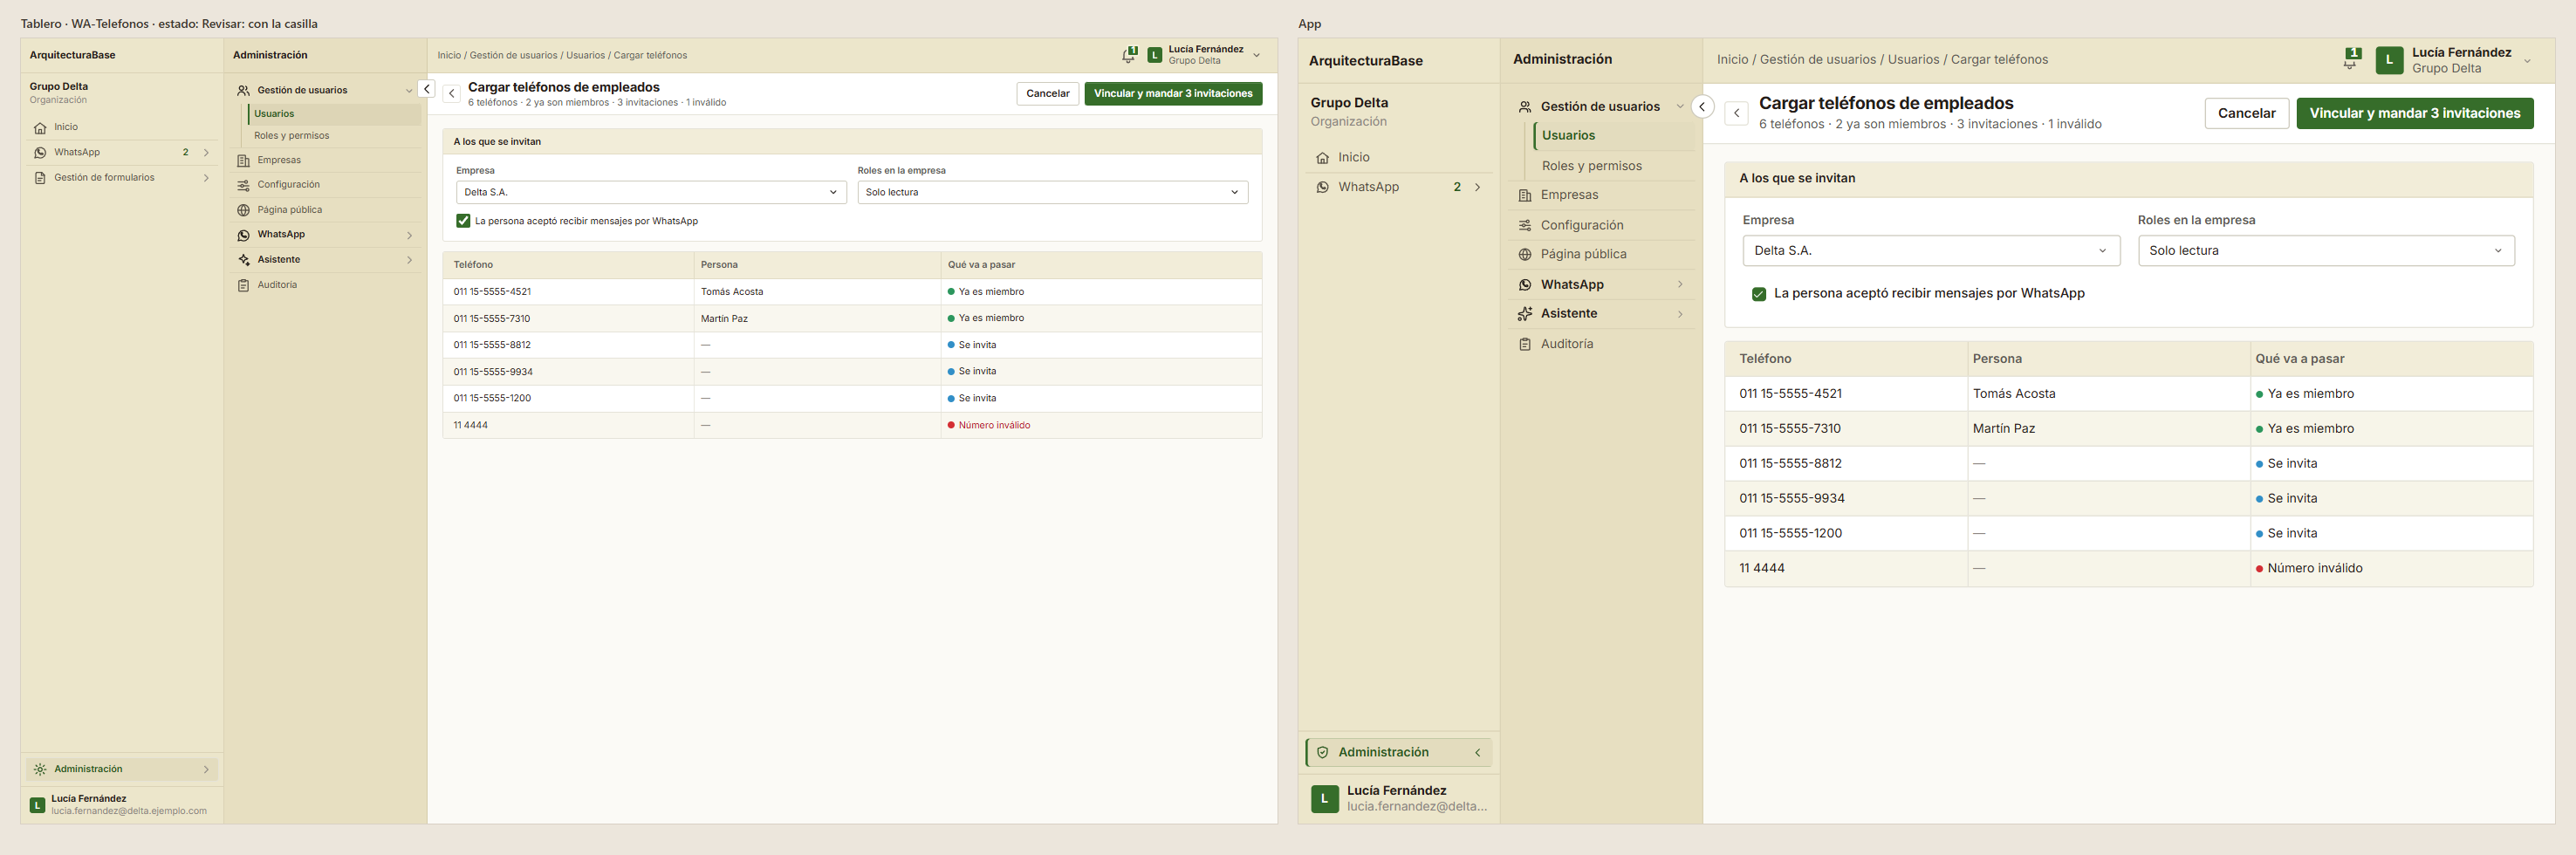 Tablero · WA-Telefonos · estado: Revisar: con la casilla
ArquitecturaBase
Grupo Delta
Organización
Inicio
WhatsApp 2
Gestión de formularios
Administración
Lucía Fernández
lucia.fernandez@delta.ejemplo.com
L
Administración
Gestión de usuarios
Usuarios
Roles y permisos
Empresas
Configuración
Página pública
WhatsApp
Asistente
Auditoría
Inicio / Gestión de usuarios / Usuarios / Cargar teléfonos
1
L
Lucía Fernández
Grupo Delta
Cargar teléfonos de empleados
6 teléfonos · 2 ya son miembros · 3 invitaciones · 1 inválido
Cancelar
Vincular y mandar 3 invitaciones
A los que se invitan
Empresa Roles en la empresa
Delta S.A. Solo lectura
La persona aceptó recibir mensajes por WhatsApp
Teléfono Persona Qué va a pasar
011 15-5555-4521 Tomás Acosta Ya es miembro
011 15-5555-7310 Martín Paz Ya es miembro
011 15-5555-8812 — Se invita
011 15-5555-9934 — Se invita
011 15-5555-1200 — Se invita
11 4444 — Número inválido
App
ArquitecturaBase
Grupo Delta
Organización
Inicio
WhatsApp 2
Administración
L
Lucía Fernández
lucia.fernandez@delta...
Administración
Gestión de usuarios
Usuarios
Roles y permisos
Empresas
Configuración
Página pública
WhatsApp
Asistente
Auditoría
Inicio / Gestión de usuarios / Usuarios / Cargar teléfonos
1
L
Lucía Fernández
Grupo Delta
Cargar teléfonos de empleados
6 teléfonos · 2 ya son miembros · 3 invitaciones · 1 inválido
Cancelar
Vincular y mandar 3 invitaciones
A los que se invitan
Empresa Roles en la empresa
Delta S.A. Solo lectura
La persona aceptó recibir mensajes por WhatsApp
Teléfono Persona Qué va a pasar
011 15-5555-4521 Tomás Acosta Ya es miembro
011 15-5555-7310 Martín Paz Ya es miembro
011 15-5555-8812 — Se invita
011 15-5555-9934 — Se invita
011 15-5555-1200 — Se invita
11 4444 — Número inválido